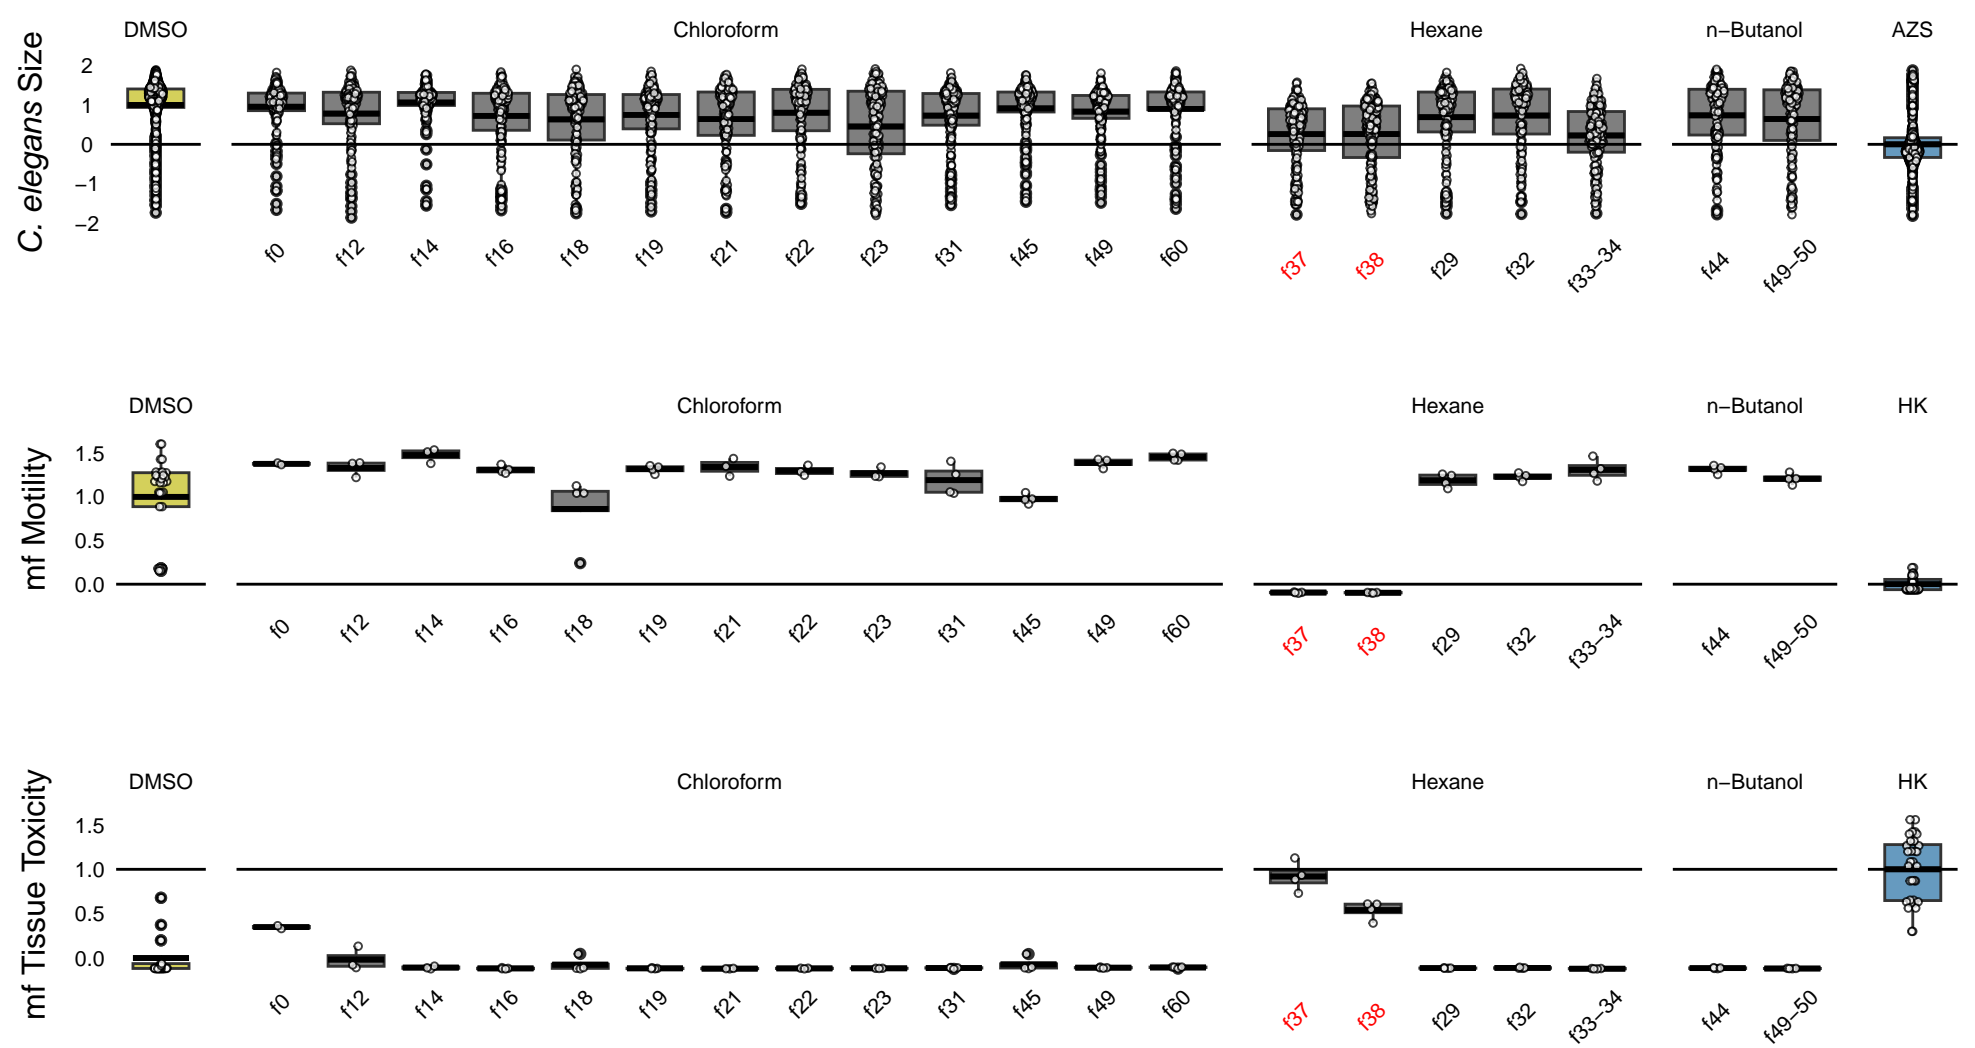 DMSO Chloroform Hexane n−Butanol AZS
C. elegans Size
2
1
0
−1
−2
f0 f12 f14 f16 f18 f19 f21 f22 f23 f31 f45 f49 f60 f37 f38 f29 f32 f33−34 f44 f49−50
DMSO Chloroform Hexane n−Butanol HK
mf Motility
1.5
1.0
0.5
0.0
f0 f12 f14 f16 f18 f19 f21 f22 f23 f31 f45 f49 f60 f37 f38 f29 f32 f33−34 f44 f49−50
DMSO Chloroform Hexane n−Butanol HK
mf Tissue Toxicity
1.5
1.0
0.5
0.0
f0 f12 f14 f16 f18 f19 f21 f22 f23 f31 f45 f49 f60 f37 f38 f29 f32 f33−34 f44 f49−50